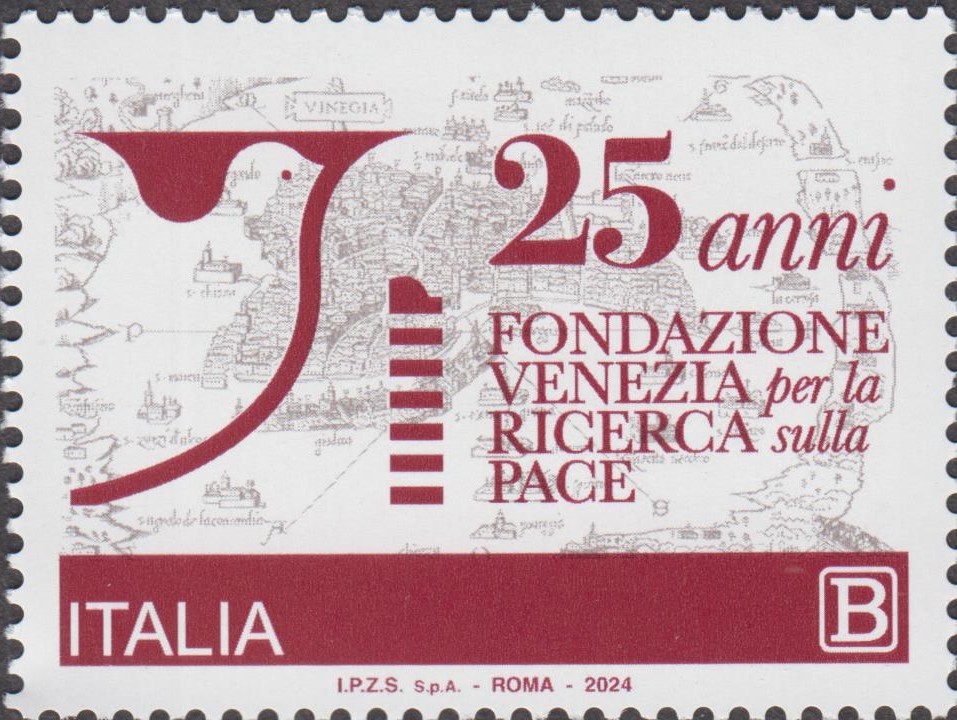 VINEGIA
25 anni
FONDAZIONE
VENEZIA per la
RICERCA sulla
PACE
ITALIA
B
I.P.Z.S. S.p.A. - ROMA - 2024